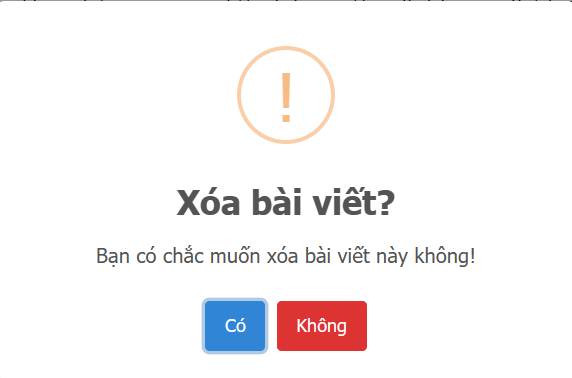 !
Xóa bài viết?
Bạn có chắc muốn xóa bài viết này không!
Có
Không